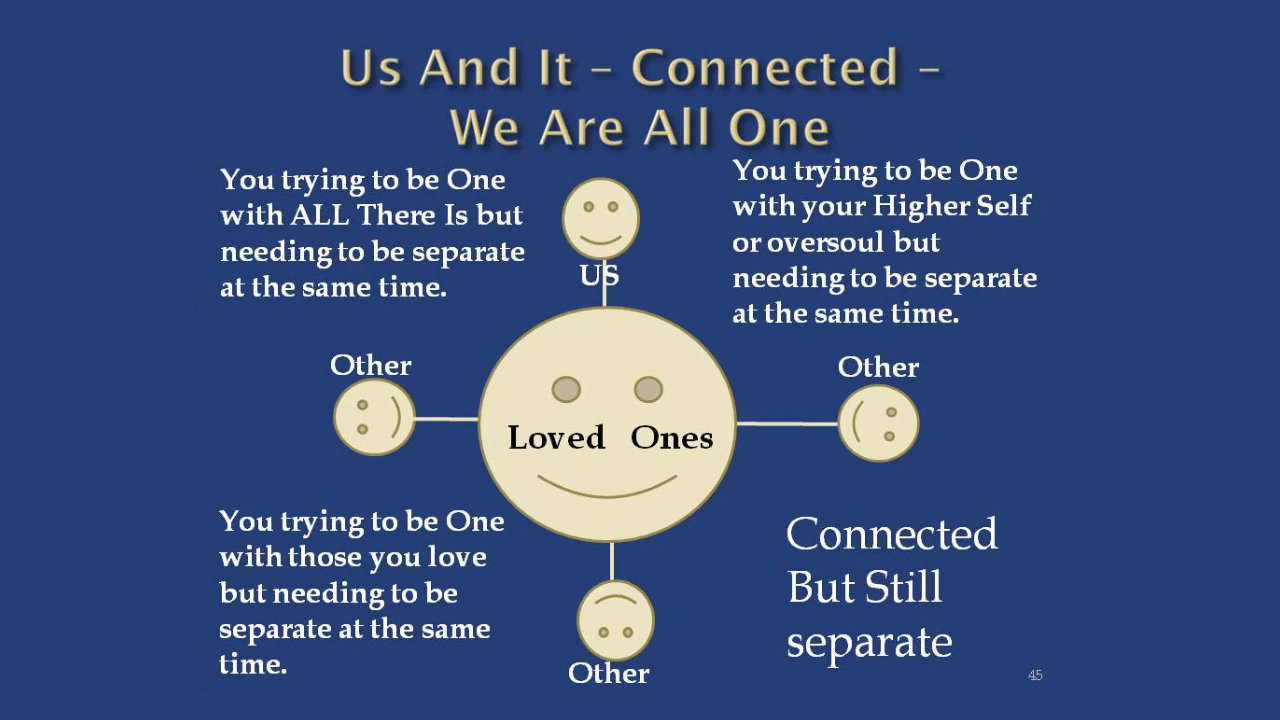 Us And It – Connected –
We Are All One
You trying to be One
with ALL There Is but
needing to be separate
at the same time.
You trying to be One
with your Higher Self
or oversoul but
needing to be separate
at the same time.
US
Other
Other
Loved Ones
You trying to be One
with those you love
but needing to be
separate at the same
time.
Connected
But Still
separate
Other
45